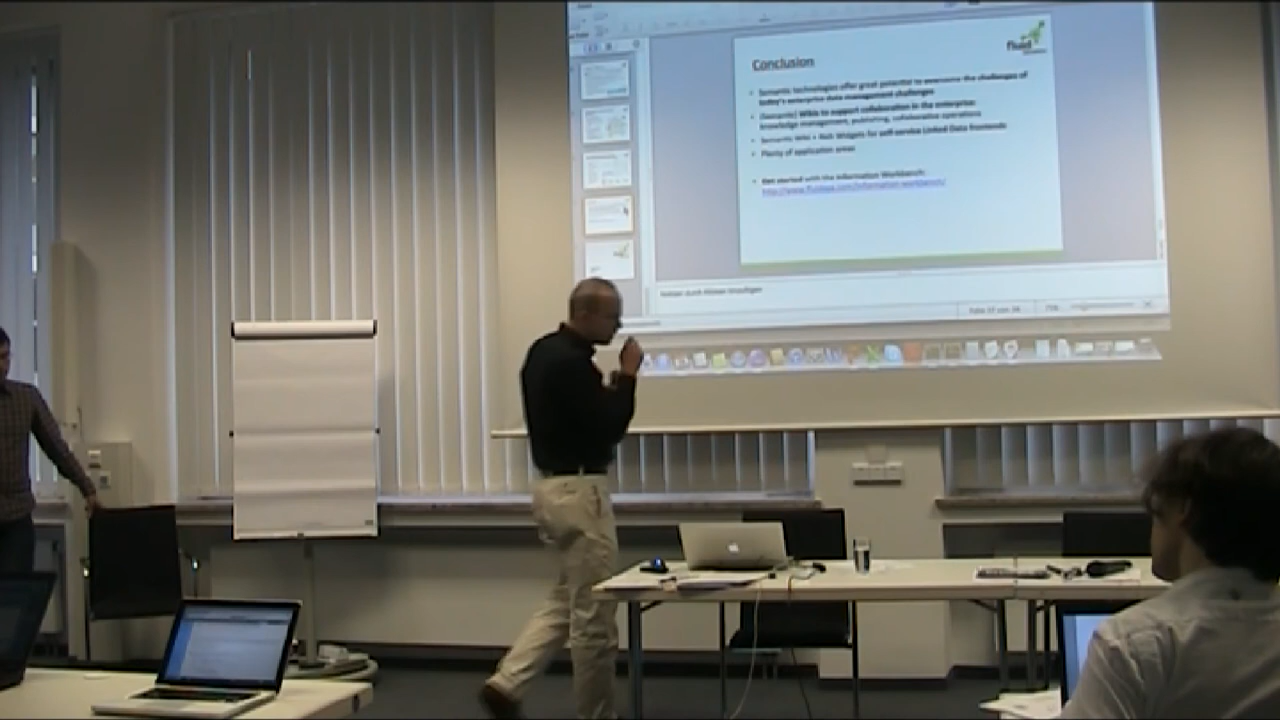 fluid
Conclusion
Semantic technologies offer great potential to overcome the challenges of
today's enterprise data management challenges
(Semantic) Wikis to support collaboration in the enterprise:
knowledge management, publishing, collaborative operations
Semantic Wiki + Rich Widgets for self-service Linked Data frontends
Plenty of application areas
Get started with the Information Workbench:
http://www.fluidops.com/information-workbench/